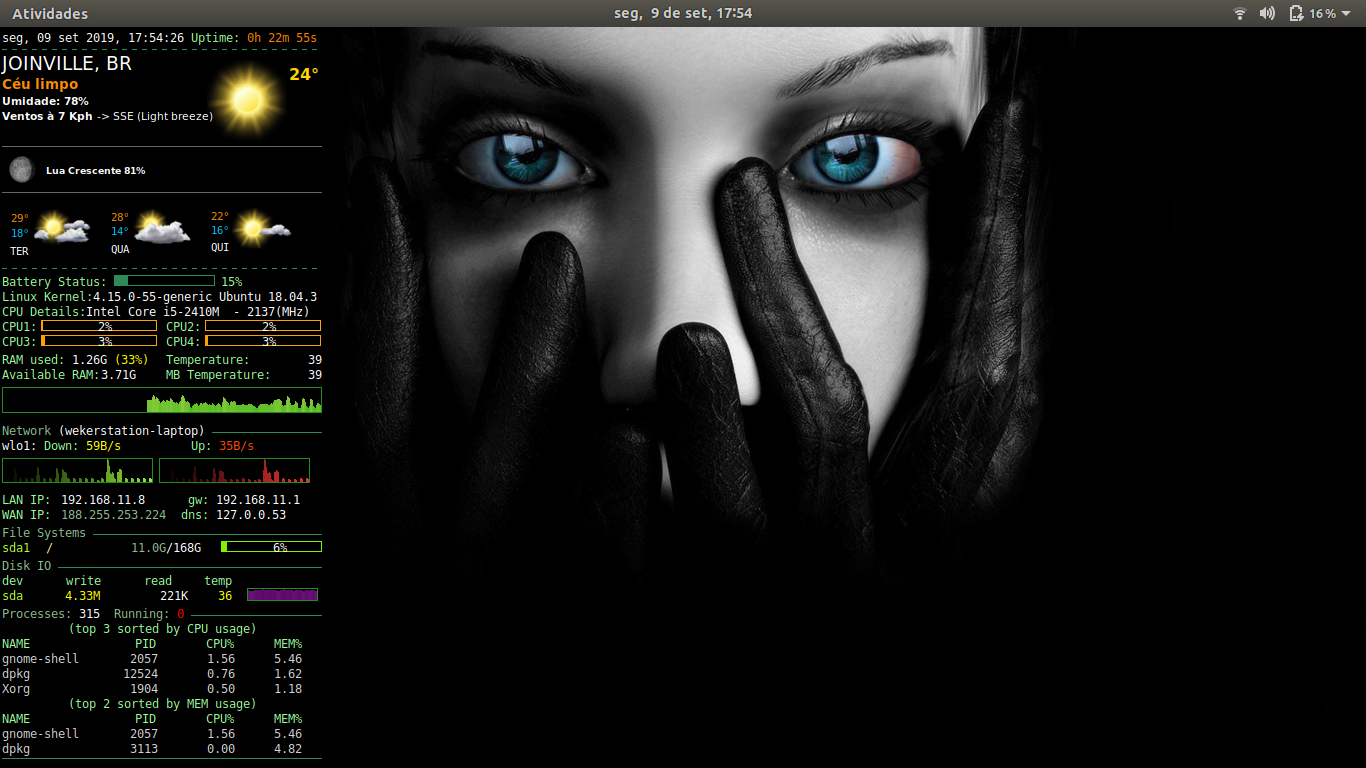 Atividades seg, 9 de set, 17:54 16%
seg, 09 set 2019, 17:54:26 Uptime: 0h 22m 55s
JOINVILLE, BR
24°
Céu limpo
Umidade: 78%
Ventos à 7 Kph -> SSE (Light breeze)
Lua Crescente 81%
29° 28° 22°
18° 14° 16°
TER QUA QUI
Battery Status: 15%
Linux Kernel:4.15.0-55-generic Ubuntu 18.04.3
CPU Details:Intel Core i5-2410M - 2137(MHz)
CPU1: 2% CPU2: 2%
CPU3: 3% CPU4: 3%
RAM used: 1.26G (33%) Temperature: 39
Available RAM:3.71G MB Temperature: 39
Network (wekerstation-laptop)
wlo1: Down: 59B/s Up: 35B/s
LAN IP: 192.168.11.8 gw: 192.168.11.1
WAN IP: 188.255.253.224 dns: 127.0.0.53
File Systems
sda1 / 11.0G/168G 6%
Disk IO
dev write read temp
sda 4.33M 221K 36
Processes: 315 Running: 0
(top 3 sorted by CPU usage)
NAME PID CPU% MEM%
gnome-shell 2057 1.56 5.46
dpkg 12524 0.76 1.62
Xorg 1904 0.50 1.18
(top 2 sorted by MEM usage)
NAME PID CPU% MEM%
gnome-shell 2057 1.56 5.46
dpkg 3113 0.00 4.82